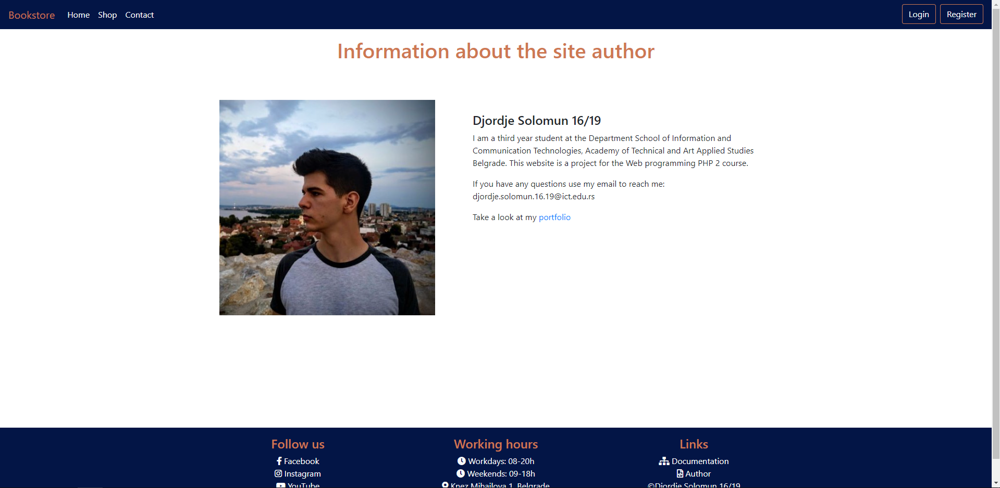 Bookstore Home Shop Contact Login Register
Information about the site author
Djordje Solomun 16/19
I am a third year student at the Department School of Information and
Communication Technologies, Academy of Technical and Art Applied Studies
Belgrade. This website is a project for the Web programming PHP 2 course.
If you have any questions use my email to reach me:
djordje.solomun.16.19@ict.edu.rs
Take a look at my portfolio
Follow us
Facebook
Instagram
YouTube
Working hours
Workdays: 08-20h
Weekends: 09-18h
Knez Mihailova 1, Belgrade
Links
Documentation
Author
©Djordje Solomun 16/19